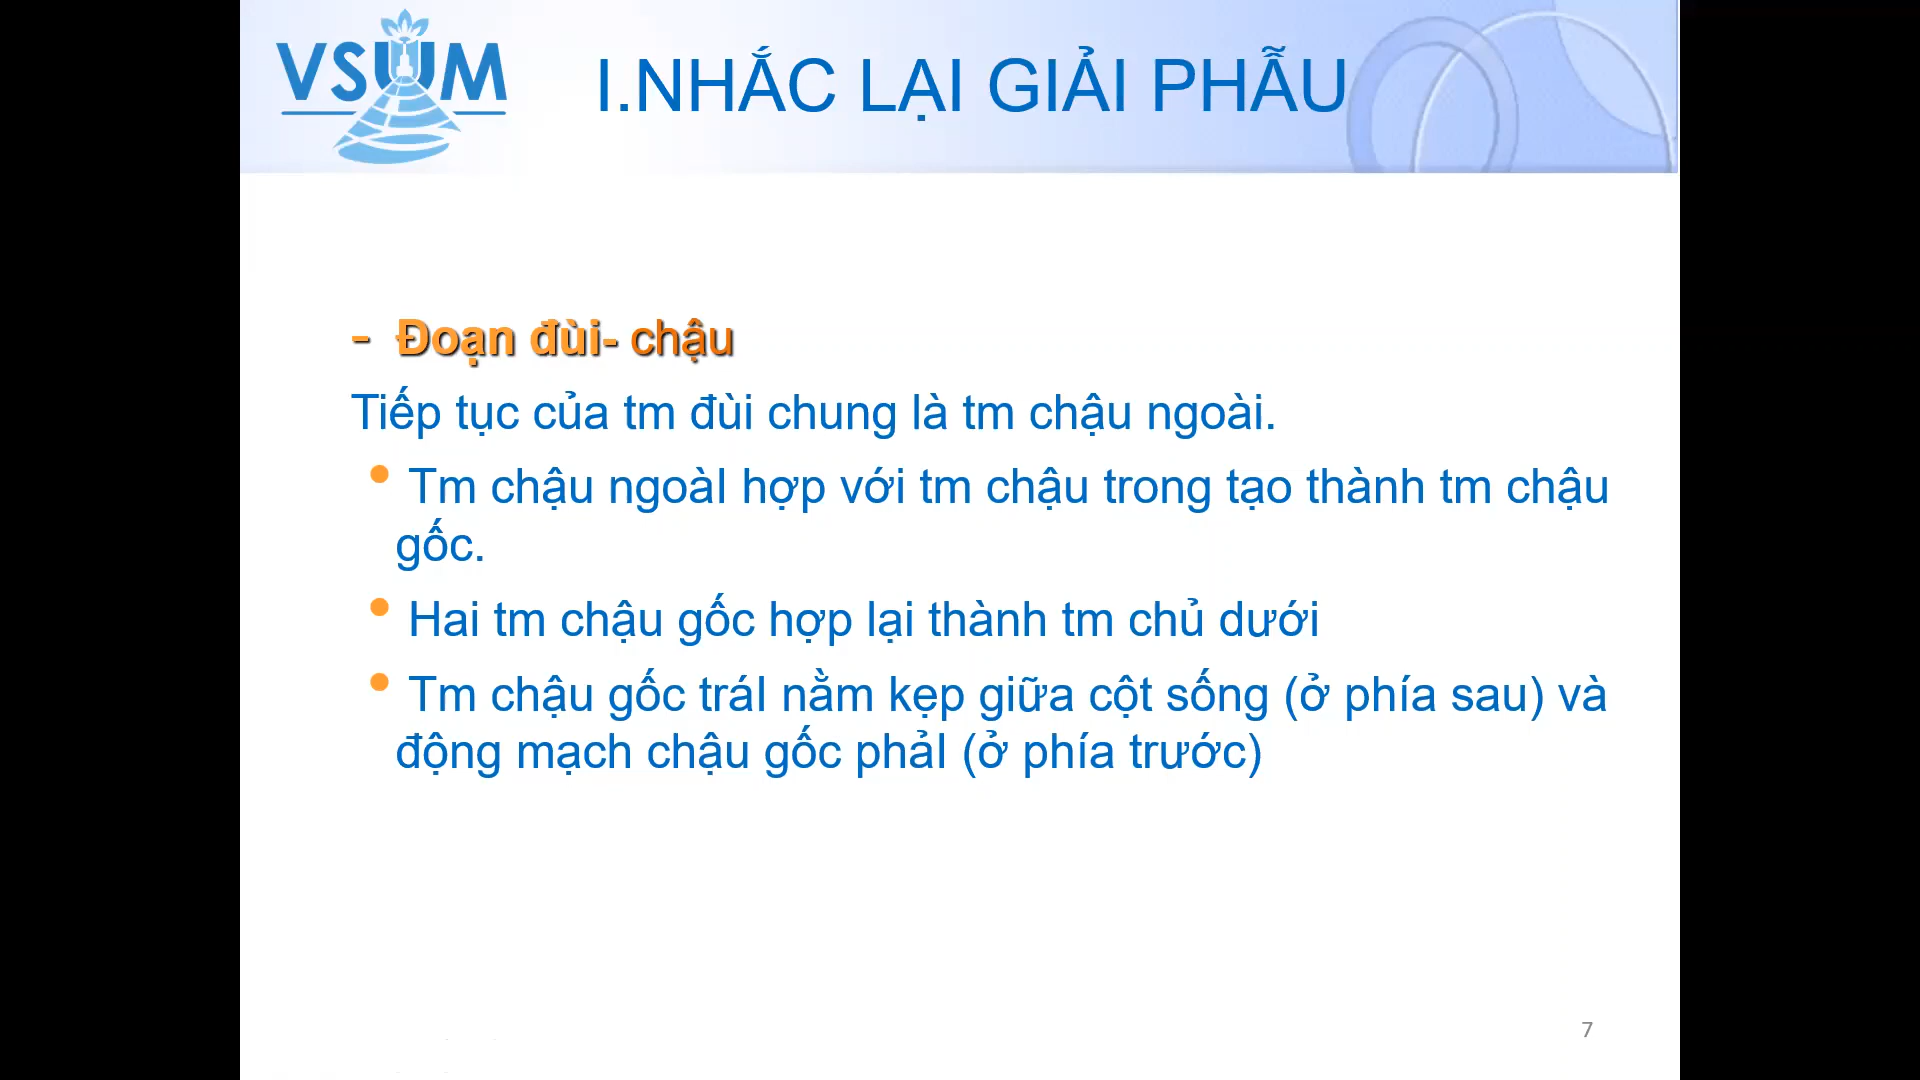 VSUM
I.NHẮC LẠI GIẢI PHẪU
- Đoạn đùi- chậu
Tiếp tục của tm đùi chung là tm chậu ngoài.
• Tm chậu ngoàI hợp với tm chậu trong tạo thành tm chậu
gốc.
• Hai tm chậu gốc hợp lại thành tm chủ dưới
• Tm chậu gốc tráI nằm kẹp giữa cột sống (ở phía sau) và
động mạch chậu gốc phảI (ở phía trước)
7